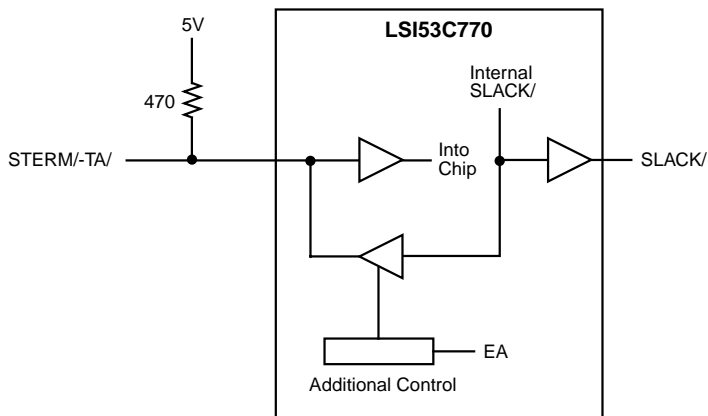 LSI53C770
5V
470
STERM/-TA/
Internal
SLACK/
Into
Chip
SLACK/
EA
Additional Control